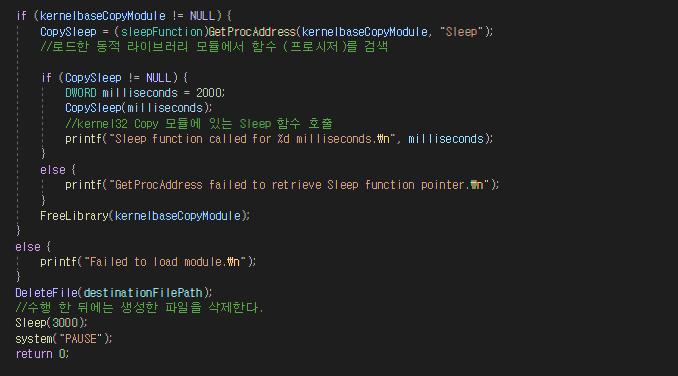 if (kernelbaseCopyModule != NULL) {
CopySleep = (sleepFunction)GetProcAddress(kernelbaseCopyModule, "Sleep");
//로드한 동적 라이브러리 모듈에서 함수(프로시저)를 검색
if (CopySleep != NULL) {
DWORD milliseconds = 2000;
CopySleep(milliseconds);
//kernel32 Copy 모듈에 있는 Sleep 함수 호출
printf("Sleep function called for %d milliseconds.₩n", milliseconds);
}
else {
printf("GetProcAddress failed to retrieve Sleep function pointer.₩n");
}
FreeLibrary(kernelbaseCopyModule);
}
else {
printf("Failed to load module.₩n");
}
DeleteFile(destinationFilePath);
//수행 한 뒤에는 생성한 파일을 삭제한다.
Sleep(3000);
system("PAUSE");
return 0;